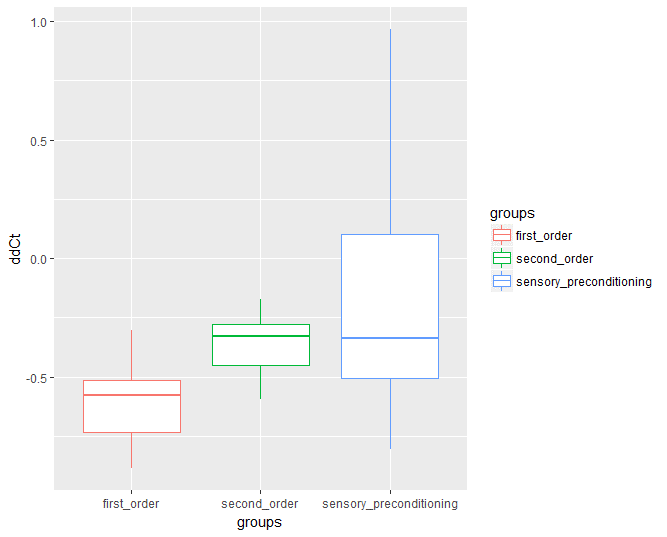 1.0
0.5
0.0
-0.5
ddCt
first_order
second_order
sensory_preconditioning
groups
groups
first_order
second_order
sensory_preconditioning